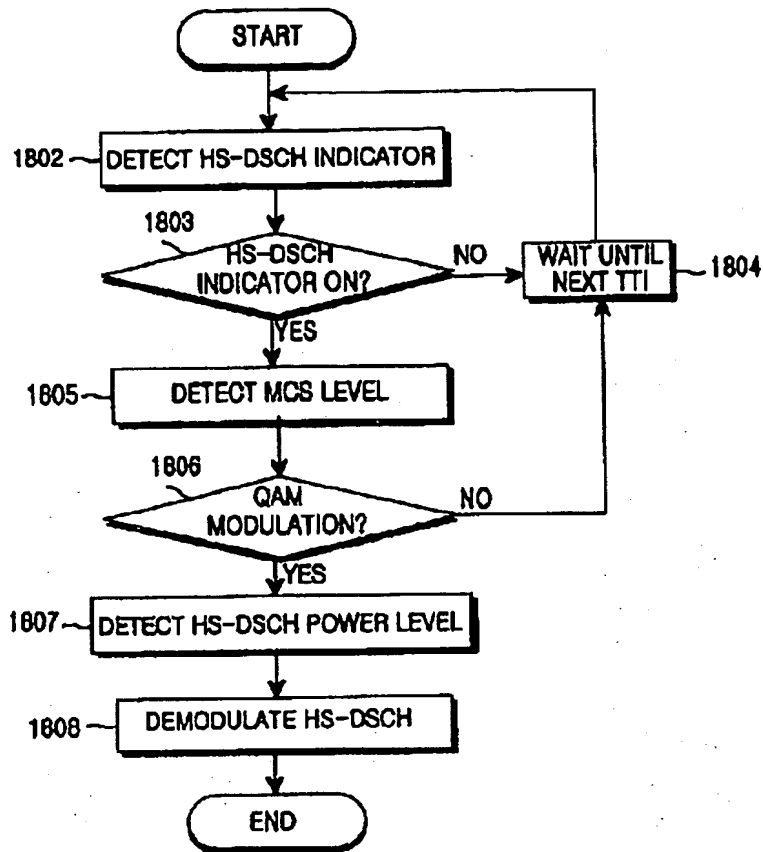 START
1802
DETECT HS-DSCH INDICATOR
1803
HS-DSCH
INDICATOR ON?
NO
WAIT UNTIL
NEXT TTI
1804
YES
1805
DETECT MCS LEVEL
1806
QAM
MODULATION?
NO
YES
1807
DETECT HS-DSCH POWER LEVEL
1808
DEMODULATE HS-DSCH
END